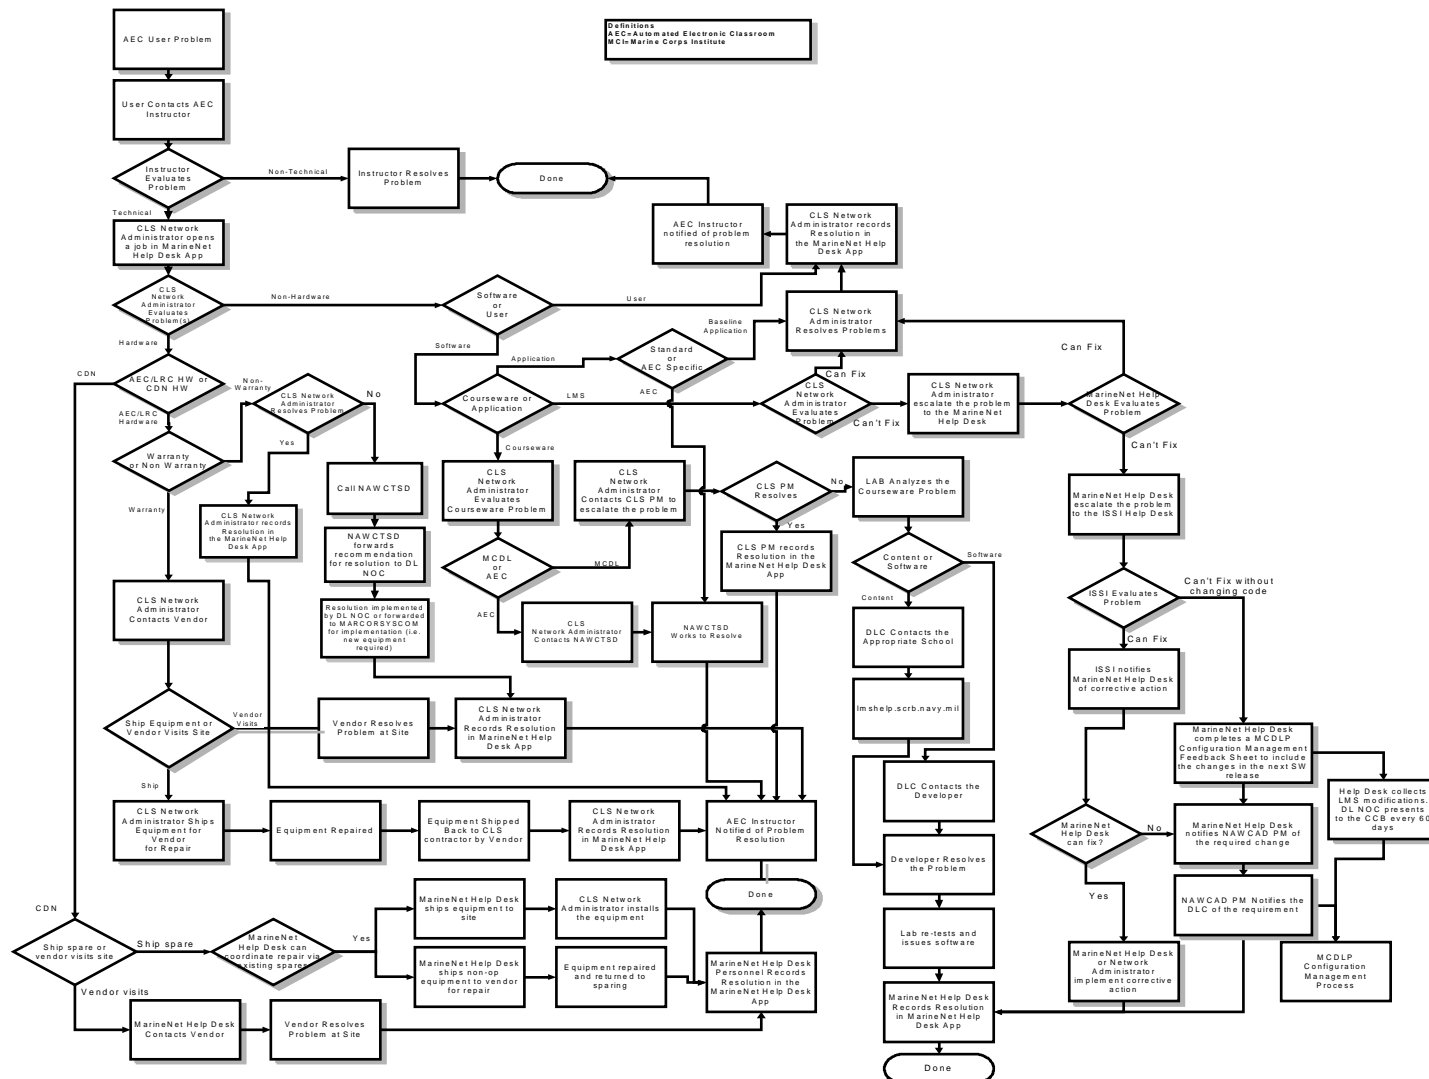 Definitions
AEC=Automated Electronic Classroom
MCI=Marine Corps Institute
AEC User Problem
User Contacts AEC
Instructor
Instructor
Evaluates
Problem
Non-Technical
Instructor Resolves
Problem
Done
Technical
CLS Network
Administrator opens
a job in MarineNet
Help Desk App
AEC Instructor
notified of problem
resolution
CLS Network
Administrator records
Resolution in
the MarineNet Help
Desk App
CLS
Network
Administrator
Evaluates
Problem(s)
Non-Hardware
Software
or
User
User
Hardware
Software
CLS Network
Administrator
Resolves Problems
Baseline
Application
Standard
or
AEC Specific
Application
AEC
Can Fix
CDN
AEC/LRC HW or
CDN HW
Non-
Warranty
CLS Network
Administrator
Resolves Problem
No
Yes
AEC/LRC
Hardware
Courseware or
Application
LMS
Courseware
CLS
Network
Administrator
Evaluates
Problem
Can Fix
Can't Fix
CLS Network
Administrator
escalate the problem
to the MarineNet
Help Desk
MarineNet Help
Desk Evaluates
Problem
Can't Fix
Warranty
or Non Warranty
Warranty
Call NAWCTSD
CLS
Network
Administrator
Evaluates
Courseware Problem
CLS
Network
Administrator
Contacts CLS PM to
escalate the problem
CLS PM
Resolves
No
Yes
LAB Analyzes the
Courseware Problem
MarineNet Help Desk
escalate the problem
to the ISSI Help Desk
CLS Network
Administrator records
Resolution in
the MarineNet Help
Desk App
NAWCTSD
forwards
recommendation
for resolution to DL
NOC
MCDL
or
AEC
MCDL
AEC
CLS PM records
Resolution in the
MarineNet Help Desk
App
Content or
Software
Software
Content
ISSI Evaluates
Problem
Can't Fix without
changing code
Can Fix
CLS Network
Administrator
Contacts Vendor
Resolution implemented
by DL NOC or forwarded
to MARCORSYSCOM
for implementation (i.e.
new equipment
required)
CLS
Network Administrator
Contacts NAWCTSD
NAWCTSD
Works to Resolve
DLC Contacts the
Appropriate School
ISSI notifies
MarineNet Help Desk
of corrective action
Ship Equipment or
Vendor Visits Site
Vendor
Visits
Ship
Vendor Resolves
Problem at Site
CLS Network
Administrator
Records Resolution
in MarineNet Help
Desk App
lmshelp.scrb.navy.mil
MarineNet Help Desk
completes a MCDLP
Configuration Management
Feedback Sheet to include
the changes in the next SW
release
DLC Contacts the
Developer
Help Desk collects
LMS modifications.
DL NOC presents
to the CCB every 60
days
CLS Network
Administrator Ships
Equipment for
Vendor
for Repair
Equipment Repaired
Equipment Shipped
Back to CLS
contractor by Vendor
CLS Network
Administrator
Records Resolution
in MarineNet Help
Desk App
AEC Instructor
Notified of Problem
Resolution
MarineNet
Help Desk
can fix?
No
Yes
MarineNet Help Desk
notifies NAWCAD PM of
the required change
Developer Resolves
the Problem
Done
NAWCAD PM Notifies the
DLC of the requirement
CDN
Ship spare or
vendor visits site
Ship spare
MarineNet
Help Desk can
coordinate repair via
existing spares
Yes
MarineNet Help Desk
ships equipment to
site
CLS Network
Administrator installs
the equipment
Lab re-tests and
issues software
MarineNet Help Desk
ships non-op
equipment to vendor
for repair
Equipment repaired
and returned to
sparing
MarineNet Help Desk
Personnel Records
Resolution in the
MarineNet Help Desk
App
MarineNet Help Desk
or Network
Administrator
implement corrective
action
MCDLP
Configuration
Management
Process
Vendor visits
MarineNet Help Desk
Contacts Vendor
Vendor Resolves
Problem at Site
MarineNet Help Desk
Records Resolution
in MarineNet Help
Desk App
Done